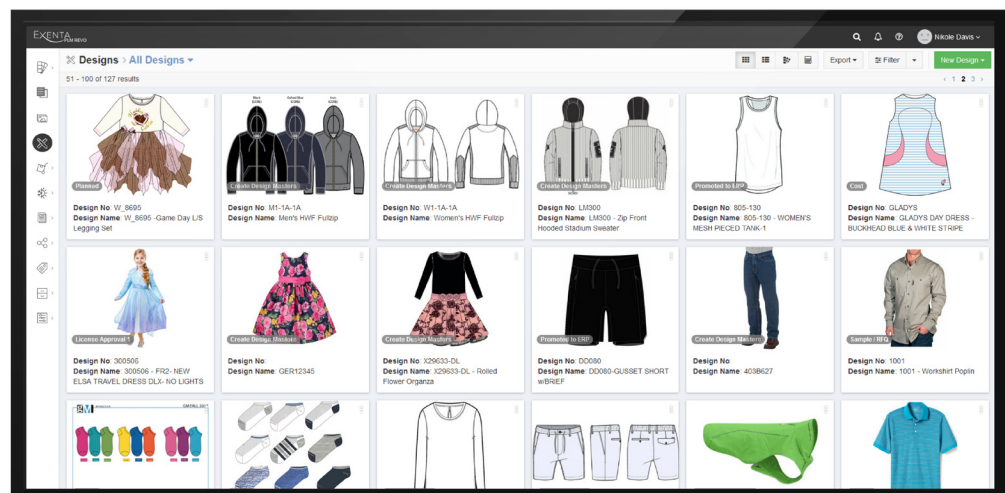 EXENTA
PLM REVO
Nikole Davis
Designs > All Designs
Export
Filter
New Design
51 - 100 of 127 results
‹ 1 2 3 ›
Planned
Create Design Masters
Create Design Masters
Create Design Masters
Promoted to ERP
Cost
Design No: W_8695
Design Name: W_8695 -Game Day L/S
Legging Set
Design No: M1-1A-1A
Design Name: Men's HWF Fullzip
Design No: W1-1A-1A
Design Name: Women's HWF Fullzip
Design No: LM300
Design Name: LM300 - Zip Front
Hooded Stadium Sweater
Design No: 805-130
Design Name: 805-130 - WOMEN'S
MESH PIECED TANK-1
Design No: GLADYS
Design Name: GLADYS DAY DRESS -
BUCKHEAD BLUE & WHITE STRIPE
License Approval 1
Create Design Masters
Create Design Masters
Promoted to ERP
Create Design Masters
Sample / RFQ
Design No: 300506
Design Name: 300506 - FR2- NEW
ELSA TRAVEL DRESS DLX- NO LIGHTS
Design No:
Design Name: GER12345
Design No: X29633-DL
Design Name: X29633-DL - Rolled
Flower Organza
Design No: DD080
Design Name: DD080-GUSSET SHORT
w/BRIEF
Design No:
Design Name: 403B627
Design No: 1001
Design Name: 1001 - Workshirt Poplin